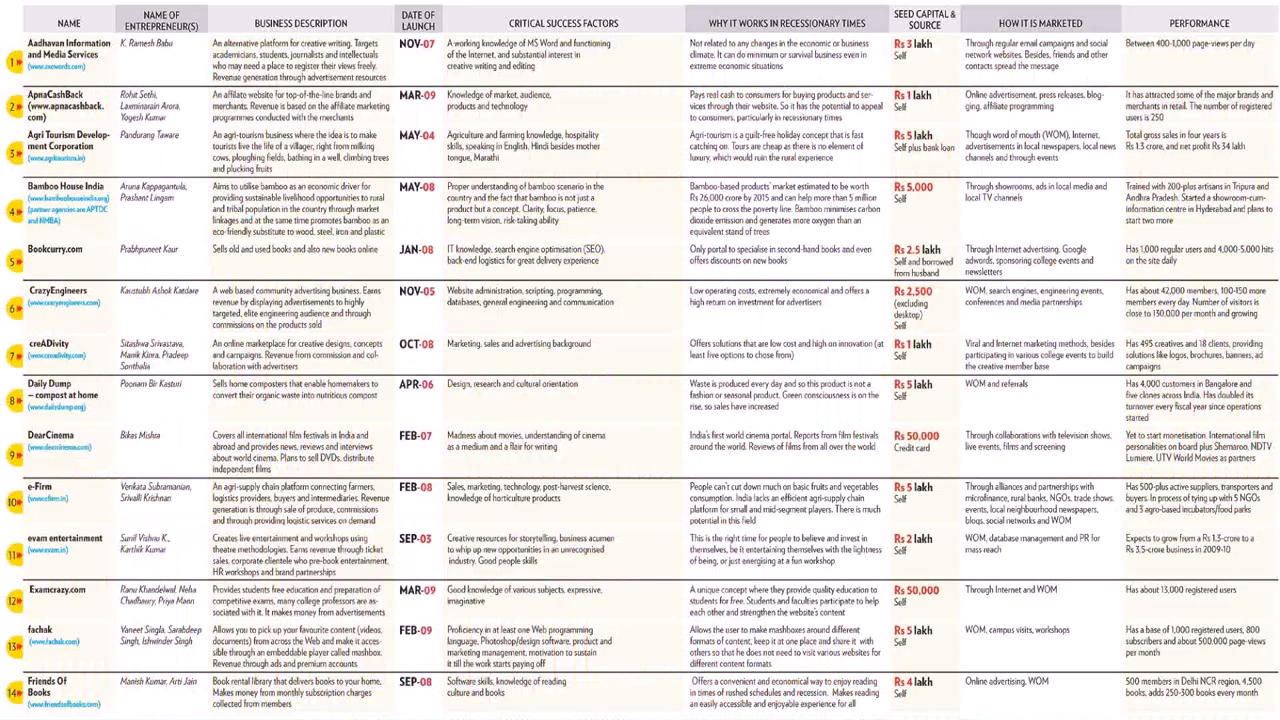 NAME
NAME OF
ENTREPRENEUR(S)
BUSINESS DESCRIPTION
DATE OF
LAUNCH
CRITICAL SUCCESS FACTORS
WHY IT WORKS IN RECESSIONARY TIMES
SEED CAPITAL &
SOURCE
HOW IT IS MARKETED
PERFORMANCE
1
Aadhavan Information
and Media Services
(www.axewords.com)
K. Ramesh Babu
An alternative platform for creative writing. Targets
academicians, students, journalists and intellectuals
who may need a place to register their views freely.
Revenue generation through advertisement resources
NOV-07
A working knowledge of MS Word and functioning
of the Internet, and substantial interest in
creative writing and editing
Not related to any changes in the economic or business
climate. It can do minimum or survival business even in
extreme economic situations
Rs 3 lakh
Self
Through regular email campaigns and social
network websites. Besides, friends and other
contacts spread the message
Between 400-1,000 page-views per day
2
ApnaCashBack
(www.apnacashback.
com)
Rohit Sethi,
Laxminarain Arora,
Yogesh Kumar
An affiliate website for top-of-the-line brands and
merchants. Revenue is based on the affiliate marketing
programmes conducted with the merchants
MAR-09
Knowledge of market, audience,
products and technology
Pays real cash to consumers for buying products and ser-
vices through their website. So it has the potential to appeal
to consumers, particularly in recessionary times
Rs 1 lakh
Self
Online advertisement, press releases, blog-
ging, affiliate programming
It has attracted some of the major brands and
merchants in retail. The number of registered
users is 250
3
Agri Tourism Develop-
ment Corporation
(www.agritourism.in)
Pandurang Taware
An agri-tourism business where the idea is to make
tourists live the life of a villager, right from milking
cows, ploughing fields, bathing in a well, climbing trees
and plucking fruits
MAY-04
Agriculture and farming knowledge, hospitality
skills, speaking in English, Hindi besides mother
tongue, Marathi
Agri-tourism is a guilt-free holiday concept that is fast
catching on. Tours are cheap as there is no element of
luxury, which would ruin the rural experience
Rs 5 lakh
Self plus bank loan
Though word of mouth (WOM), Internet,
advertisements in local newspapers, local news
channels and through events
Total gross sales in four years is
Rs 1.3 crore, and net profit Rs 34 lakh
4
Bamboo House India
(www.bamboohouseindia.org)
(partner agencies are APTDC
and NMBA)
Aruna Kappagantula,
Prashant Lingam
Aims to utilise bamboo as an economic driver for
providing sustainable livelihood opportunities to rural
and tribal population in the country through market
linkages and at the same time promotes bamboo as an
eco-friendly substitute to wood, steel, iron and plastic
MAY-08
Proper understanding of bamboo scenario in the
country and the fact that bamboo is not just a
product but a concept. Clarity, focus, patience,
long-term vision, risk-taking ability
Bamboo-based products' market estimated to be worth
Rs 26,000 crore by 2015 and can help more than 5 million
people to cross the poverty line. Bamboo minimises carbon
dioxide emission and generates more oxygen than an
equivalent stand of trees
Rs 5,000
Self
Through showrooms, ads in local media and
local TV channels
Trained with 200-plus artisans in Tripura and
Andhra Pradesh. Started a showroom-cum-
information centre in Hyderabad and plans to
start two more
5
Bookcurry.com
Prabhpuneet Kaur
Sells old and used books and also new books online
JAN-08
IT knowledge, search engine optimisation (SEO),
back-end logistics for great delivery experience
Only portal to specialise in second-hand books and even
offers discounts on new books
Rs 2.5 lakh
Self and borrowed
from husband
Through Internet advertising, Google
adwords, sponsoring college events and
newsletters
Has 1,000 regular users and 4,000-5,000 hits
on the site daily
6
CrazyEngineers
(www.crazyengineers.com)
Kaustubh Ashok Katdare
A web based community advertising business. Earns
revenue by displaying advertisements to highly
targeted, elite engineering audience and through
commissions on the products sold
NOV-05
Website administration, scripting, programming,
databases, general engineering and communication
Low operating costs, extremely economical and offers a
high return on investment for advertisers
Rs 2,500
(excluding
desktop)
Self
WOM, search engines, engineering events,
conferences and media partnerships
Has about 42,000 members, 100-150 more
members every day. Number of visitors is
close to 130,000 per month and growing
7
creADivity
(www.creadivity.com)
Sitashwa Srivastava,
Manik Kinra, Pradeep
Sonthalia
An online marketplace for creative designs, concepts
and campaigns. Revenue from commission and col-
laboration with advertisers
OCT-08
Marketing, sales and advertising background
Offers solutions that are low cost and high on innovation (at
least five options to chose from)
Rs 1 lakh
Self
Viral and Internet marketing methods, besides
participating in various college events to build
the creative member base
Has 495 creatives and 18 clients, providing
solutions like logos, brochures, banners, ad
campaigns
8
Daily Dump
– compost at home
(www.dailydump.org)
Poonam Bir Kasturi
Sells home composters that enable homemakers to
convert their organic waste into nutritious compost
APR-06
Design, research and cultural orientation
Waste is produced every day and so this product is not a
fashion or seasonal product. Green consciousness is on the
rise, so sales have increased
Rs 5 lakh
Self
WOM and referrals
Has 4,000 customers in Bangalore and
five clones across India. Has doubled its
turnover every fiscal year since operations
started
9
DearCinema
(www.dearcinema.com)
Bikas Mishra
Covers all international film festivals in India and
abroad and provides news, reviews and interviews
about world cinema. Plans to sell DVDs, distribute
independent films
FEB-07
Madness about movies, understanding of cinema
as a medium and a flair for writing
India's first world cinema portal. Reports from film festivals
around the world. Reviews of films from all over the world
Rs 50,000
Credit card
Through collaborations with television shows,
live events, films and screening
Yet to start monetisation. International film
personalities on board plus Shemaroo, NDTV
Lumiere, UTV World Movies as partners
10
e-Firm
(www.efirm.in)
Venkata Subramanian,
Srivalli Krishnan
An agri-supply chain platform connecting farmers,
logistics providers, buyers and intermediaries. Revenue
generation is through sale of produce, commissions
and through providing logistic services on demand
FEB-08
Sales, marketing, technology, post-harvest science,
knowledge of horticulture products
People can't cut down much on basic fruits and vegetables
consumption. India lacks an efficient agri-supply chain
platform for small and mid-segment players. There is much
potential in this field
Rs 5 lakh
Self
Through alliances and partnerships with
microfinance, rural banks, NGOs, trade shows,
events, local neighbourhood newspapers,
blogs, social networks and WOM
Has 500-plus active suppliers, transporters and
buyers. In process of tying up with 5 NGOs
and 3 agro-based incubators/food parks
11
evam entertainment
(www.evam.in)
Sunil Vishnu K.,
Karthik Kumar
Creates live entertainment and workshops using
theatre methodologies. Earns revenue through ticket
sales, corporate clientele who pre-book entertainment,
HR workshops and brand partnerships
SEP-03
Creative resources for storytelling, business acumen
to whip up new opportunities in an unrecognised
industry. Good people skills
This is the right time for people to believe and invest in
themselves, be it entertaining themselves with the lightness
of being, or just energising at a fun workshop
Rs 2 lakh
Self
WOM, database management and PR for
mass reach
Expects to grow from a Rs 1.3-crore to a
Rs 3.5-crore business in 2009-10
12
Examcrazy.com
Ranu Khandelwal, Neha
Chadhaury, Priya Mann
Provides students free education and preparation of
competitive exams, many college professors are as-
sociated with it. It makes money from advertisements
MAR-09
Good knowledge of various subjects, expressive,
imaginative
A unique concept where they provide quality education to
students for free. Students and faculties participate to help
each other and strengthen the website's content
Rs 50,000
Self
Through Internet and WOM
Has about 13,000 registered users
13
fachak
(www.fachak.com)
Vaneet Singla, Sarabdeep
Singh, Ishwinder Singh
Allows you to pick up your favourite content (videos,
documents) from across the Web and make it acces-
sible through an embeddable player called mashbox.
Revenue through ads and premium accounts
FEB-09
Proficiency in at least one Web programming
language, Photoshop/design software, product and
marketing management, motivation to sustain
it till the work starts paying off
Allows the user to make mashboxes around different
formats of content, keep it at one place and share it with
others so that he does not need to visit various websites for
different content formats
Rs 5 lakh
Self
WOM, campus visits, workshops
Has a base of 1,000 registered users, 800
subscribers and about 500,000 page-views
per month
14
Friends Of
Books
(www.friendsofbooks.com)
Manish Kumar, Arti Jain
Book rental library that delivers books to your home.
Makes money from monthly subscription charges
collected from members
SEP-08
Software skills, knowledge of reading
culture and books
Offers a convenient and economical way to enjoy reading
in times of rushed schedules and recession. Makes reading
an easily accessible and enjoyable experience for all
Rs 4 lakh
Self
Online advertising, WOM
500 members in Delhi NCR region, 4,500
books, adds 250-300 books every month